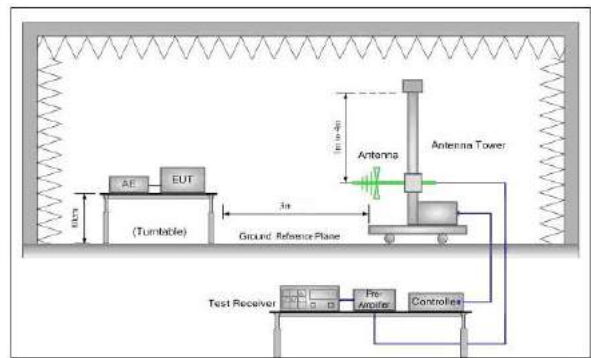 1m to 4m
Antenna
Antenna Tower
AE
EUT
3m
(Turntable)
Ground Reference Plane
Test Receiver
Pre-
Amplifier
Controller